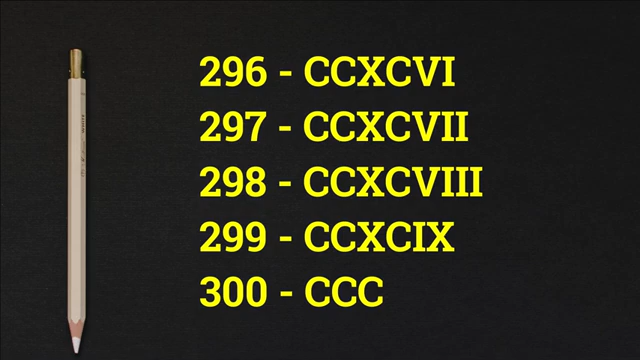 296 - CCXCVI
297 - CCXCVII
298 - CCXCVIII
299 - CCXCIX
300 - CCC